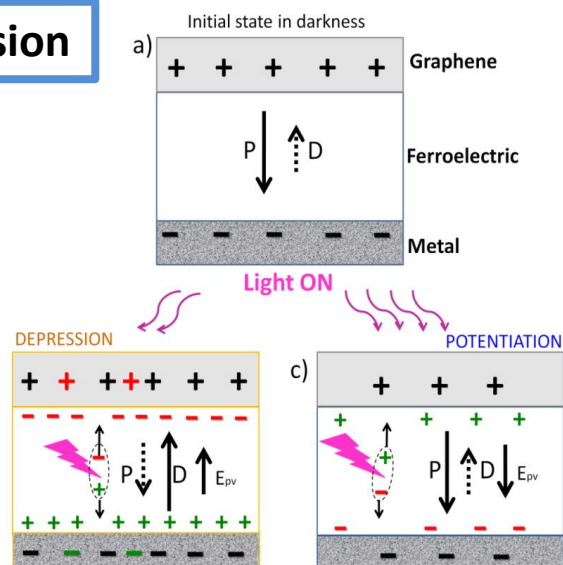 sion
Initial state in darkness
a)
+ + + + +
Graphene
P D
Ferroelectric
- - - - -
Metal
Light ON
DEPRESSION
POTENTIATION
+ + + + + + +
c)
+ + +
- - - - - - - - -
+ + + +
-
+
P D Epv
+
-
P D Epv
+ + + + + + + + +
- - - -
- - - - - - -
- - -